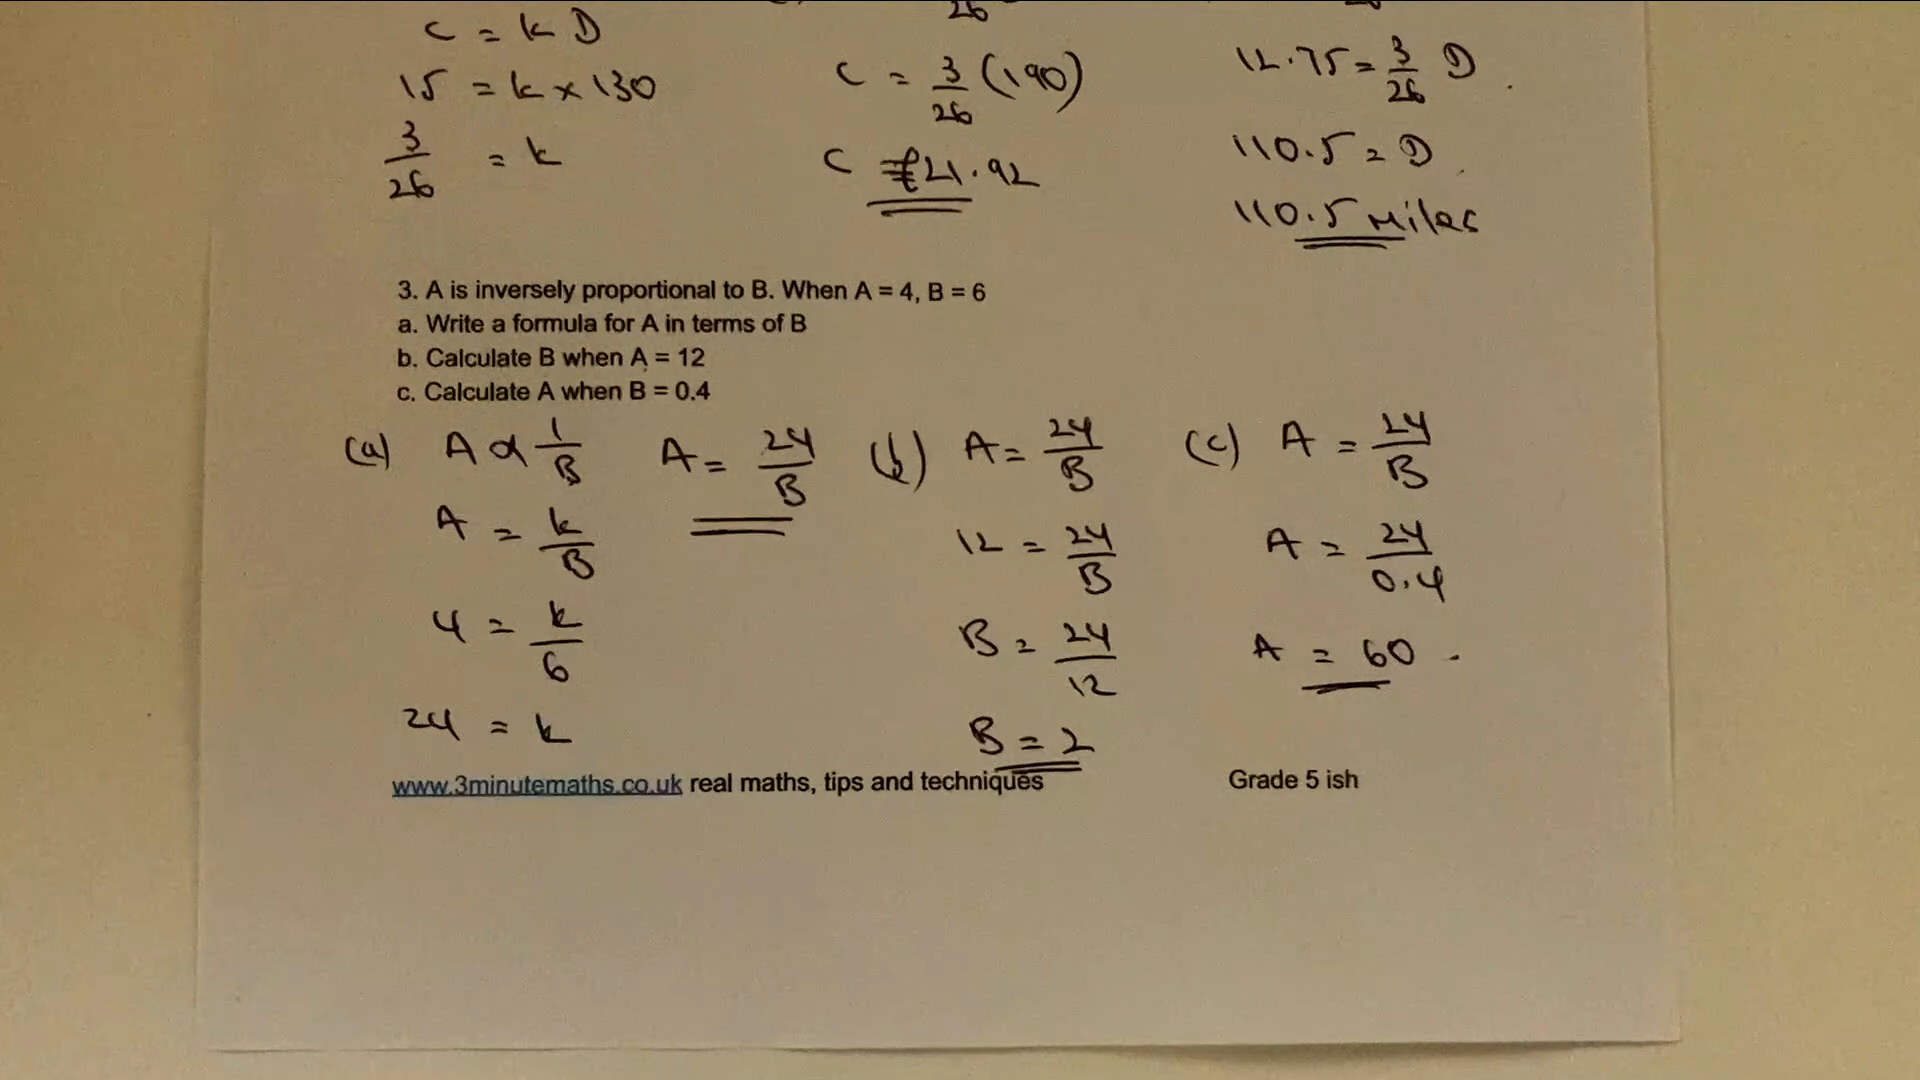 C = k D
15 = k × 130
3/26 = k
26
C = 3/26 (190)
C = £21.92
12.75 = 3/26 D
110.5 = D
110.5 miles
3. A is inversely proportional to B. When A = 4, B = 6
a. Write a formula for A in terms of B
b. Calculate B when A = 12
c. Calculate A when B = 0.4
(a) A ∝ 1/B
A = k/B
4 = k/6
24 = k
A = 24/B
(b) A = 24/B
12 = 24/B
B = 24/12
B = 2
(c) A = 24/B
A = 24/0.4
A = 60
www.3minutemaths.co.uk real maths, tips and techniques
Grade 5 ish